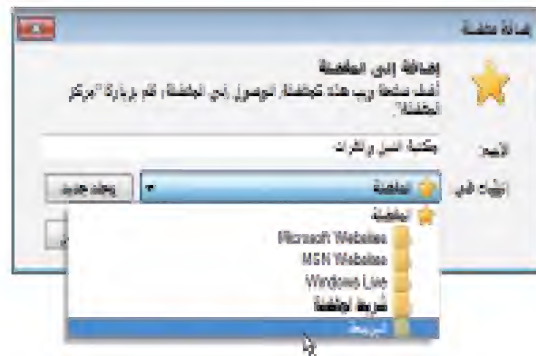 إضافة مفضلة
إضافة إلى المفضلة
أضف صفحة ويب هذه كمفضلة. للوصول إلى المفضلة، قم بزيارة "مركز
المفضلة".
الاسم:
إنشاء في: المفضلة مجلد جديد
المفضلة
Microsoft Websites
MSN Websites
Windows Live
شريط المفضلة
البرمجة